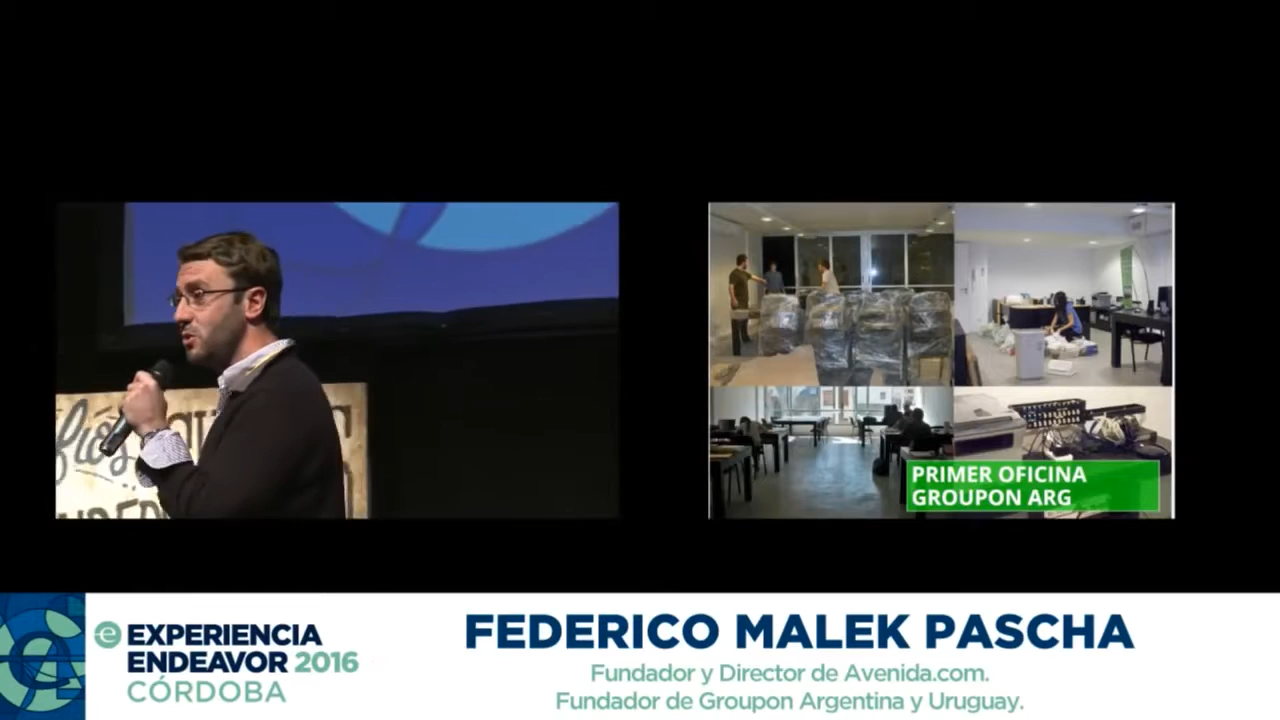 PRIMER OFICINA
GROUPON ARG
EXPERIENCIA
ENDEAVOR 2016
CÓRDOBA
FEDERICO MALEK PASCHA
Fundador y Director de Avenida.com.
Fundador de Groupon Argentina y Uruguay.